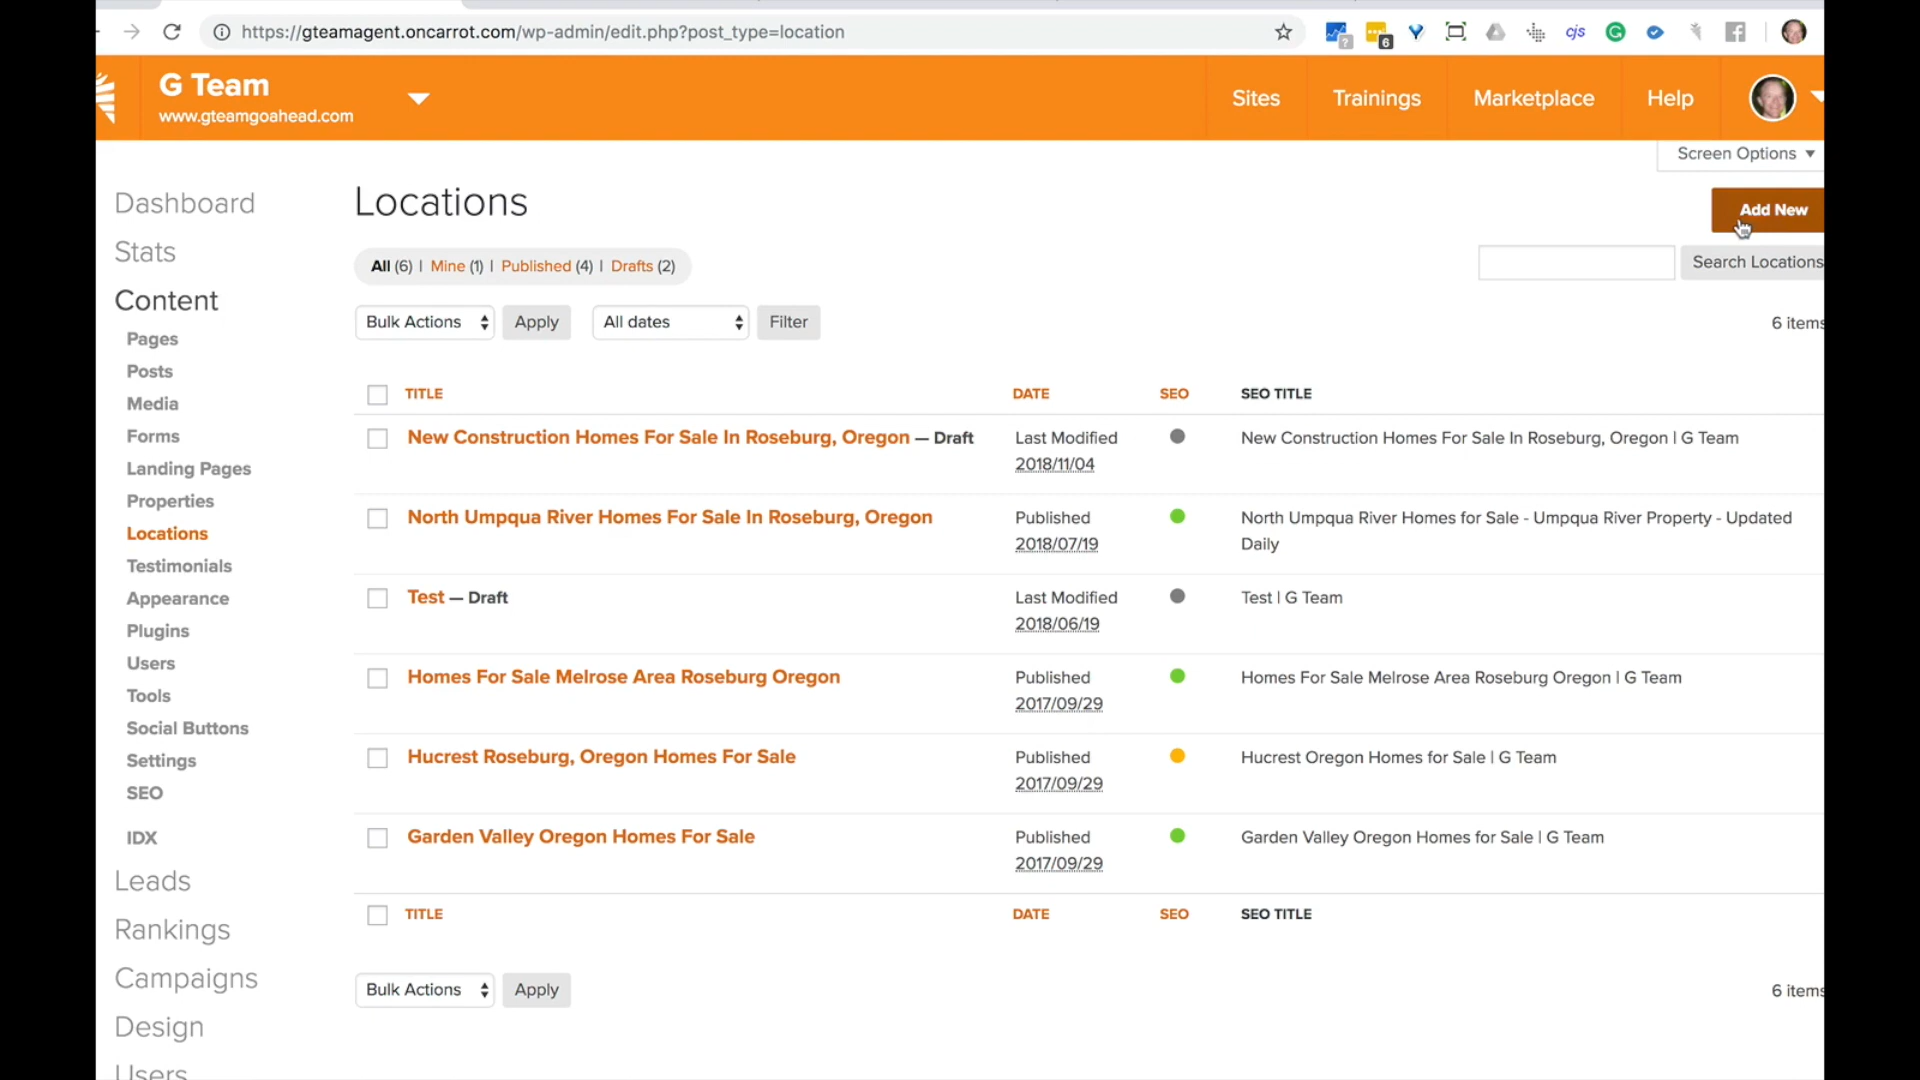 https://gteamagent.oncarrot.com/wp-admin/edit.php?post_type=location
?
6
cjs
G Team
www.gteamgoahead.com
Sites
Trainings
Marketplace
Help
Screen Options
Dashboard
Stats
Content
Pages
Posts
Media
Forms
Landing Pages
Properties
Locations
Testimonials
Appearance
Plugins
Users
Tools
Social Buttons
Settings
SEO
IDX
Leads
Rankings
Campaigns
Design
Users
Locations
Add New
All (6) | Mine (1) | Published (4) | Drafts (2)
Search Locations
Bulk Actions
Apply
All dates
Filter
6 items
TITLE DATE SEO SEO TITLE
New Construction Homes For Sale In Roseburg, Oregon — Draft
Last Modified
2018/11/04
New Construction Homes For Sale In Roseburg, Oregon | G Team
North Umpqua River Homes For Sale In Roseburg, Oregon
Published
2018/07/19
North Umpqua River Homes for Sale - Umpqua River Property - Updated
Daily
Test — Draft
Last Modified
2018/06/19
Test | G Team
Homes For Sale Melrose Area Roseburg Oregon
Published
2017/09/29
Homes For Sale Melrose Area Roseburg Oregon | G Team
Hucrest Roseburg, Oregon Homes For Sale
Published
2017/09/29
Hucrest Oregon Homes for Sale | G Team
Garden Valley Oregon Homes For Sale
Published
2017/09/29
Garden Valley Oregon Homes for Sale | G Team
TITLE DATE SEO SEO TITLE
Bulk Actions
Apply
6 items